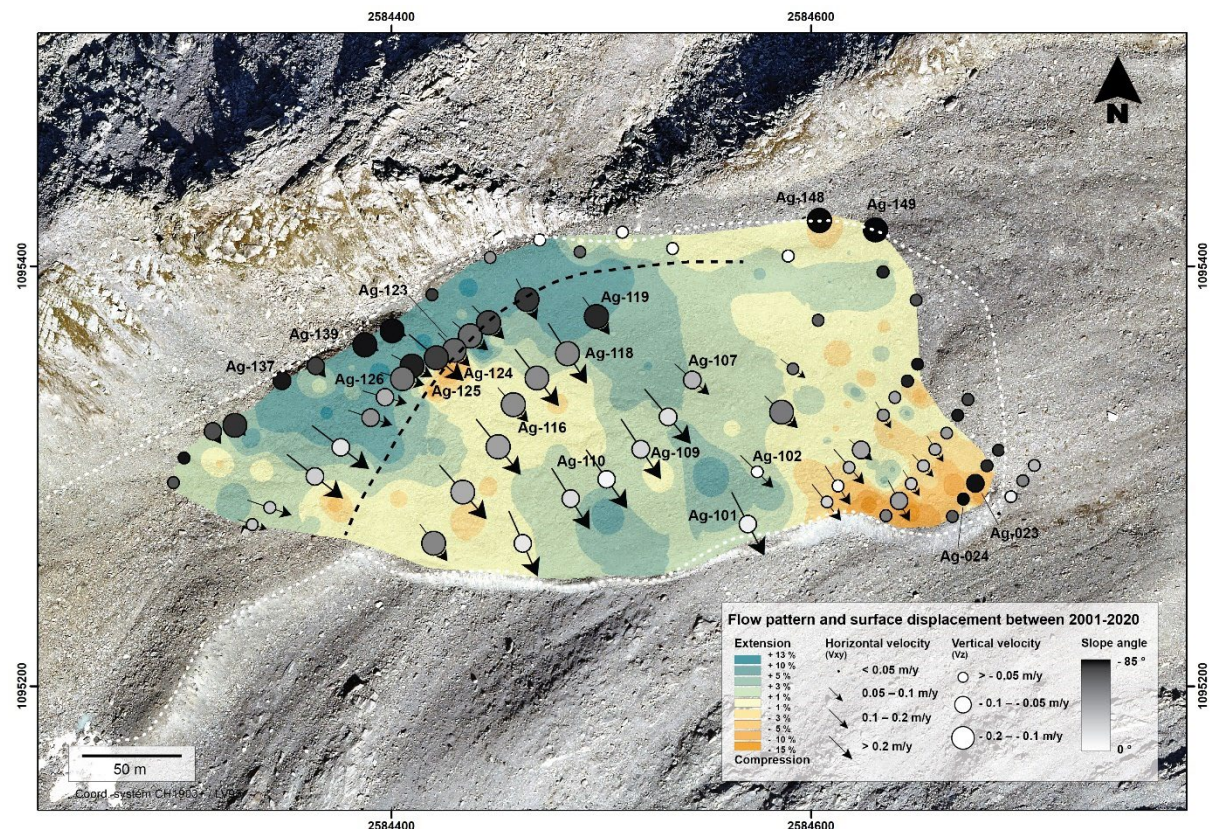 2584400
2584600
N
Ag-148
Ag-149
1095400
1095400
Ag-123
Ag-119
Ag-139
Ag-137
Ag-118
Ag-107
Ag-126
Ag-124
Ag-125
Ag-116
Ag-110
Ag-109
Ag-102
Ag-101
Ag-023
Ag-024
Flow pattern and surface displacement between 2001-2020
Extension
+ 13 %
+ 10 %
+ 5 %
+ 3 %
+ 1 %
- 1 %
- 3 %
- 5 %
- 10 %
- 15 %
Compression
Horizontal velocity
(Vxy)
< 0.05 m/y
0.05 – 0.1 m/y
0.1 – 0.2 m/y
> 0.2 m/y
Vertical velocity
(Vz)
> - 0.05 m/y
- 0.1 – - 0.05 m/y
- 0.2 – - 0.1 m/y
Slope angle
- 85 °
0 °
1095200
1095200
50 m
Coord. system CH1903+ / LV95
2584400
2584600